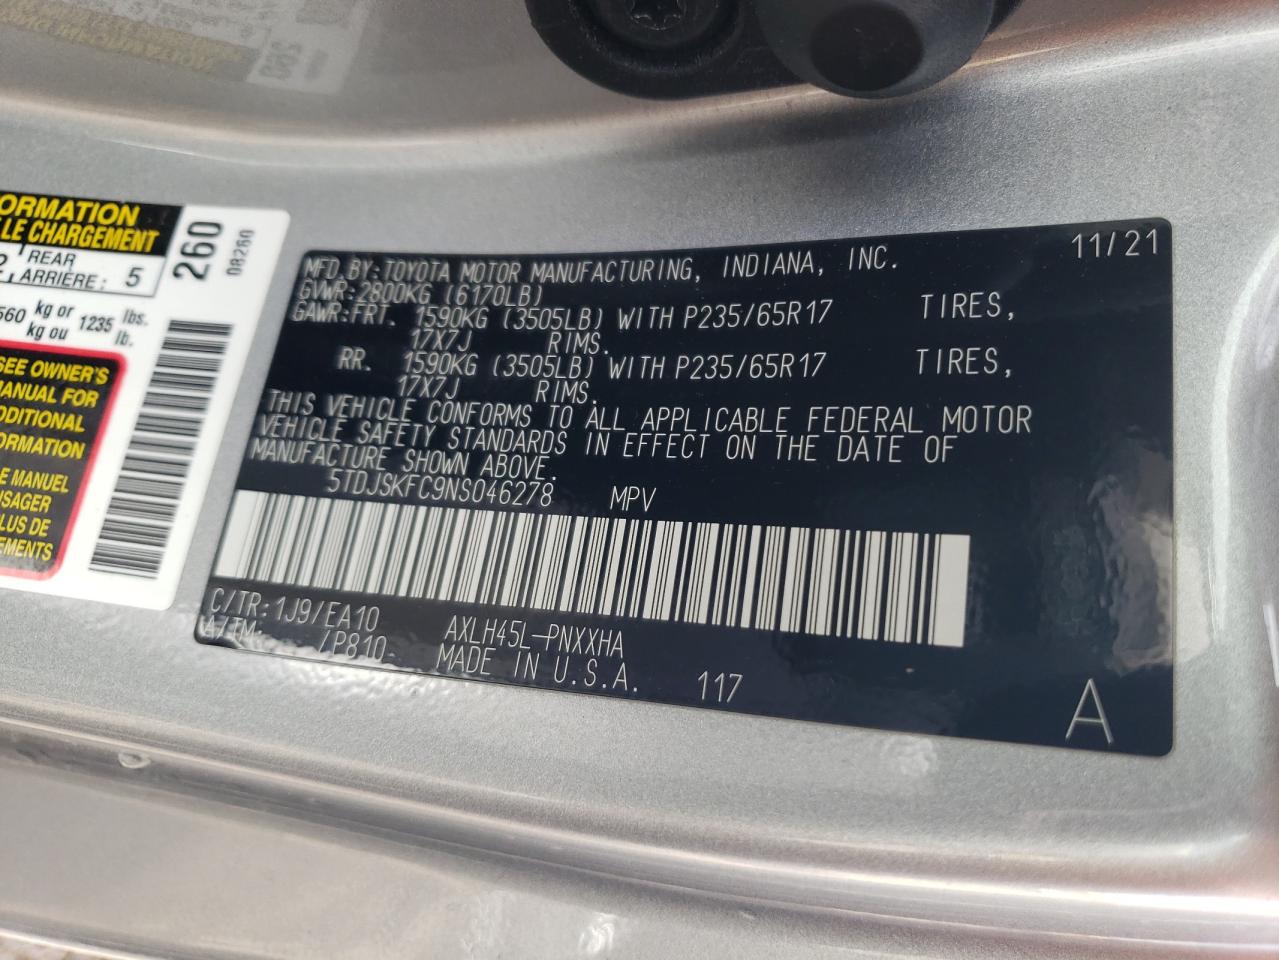 ORMATION
LE CHARGEMENT
REAR
ARRIÈRE: 5
560 kg or 1235 lbs.
kg ou lb.
SEE OWNER'S
MANUAL FOR
ADDITIONAL
ORMATION
E MANUEL
USAGER
PLUS DE
EMENTS
260
08260
MFD.BY:TOYOTA MOTOR MANUFACTURING, INDIANA, INC. 11/21
GVWR:2800KG (6170LB)
GAWR:FRT. 1590KG (3505LB) WITH P235/65R17 TIRES,
17X7J RIMS.
RR. 1590KG (3505LB) WITH P235/65R17 TIRES,
17X7J RIMS.
THIS VEHICLE CONFORMS TO ALL APPLICABLE FEDERAL MOTOR
VEHICLE SAFETY STANDARDS IN EFFECT ON THE DATE OF
MANUFACTURE SHOWN ABOVE.
5TDJSKFC9NS046278 MPV
C/TR:1J9/EA10 AXLH45L-PNXXHA
A/TM: /P810 MADE IN U.S.A. 117
A